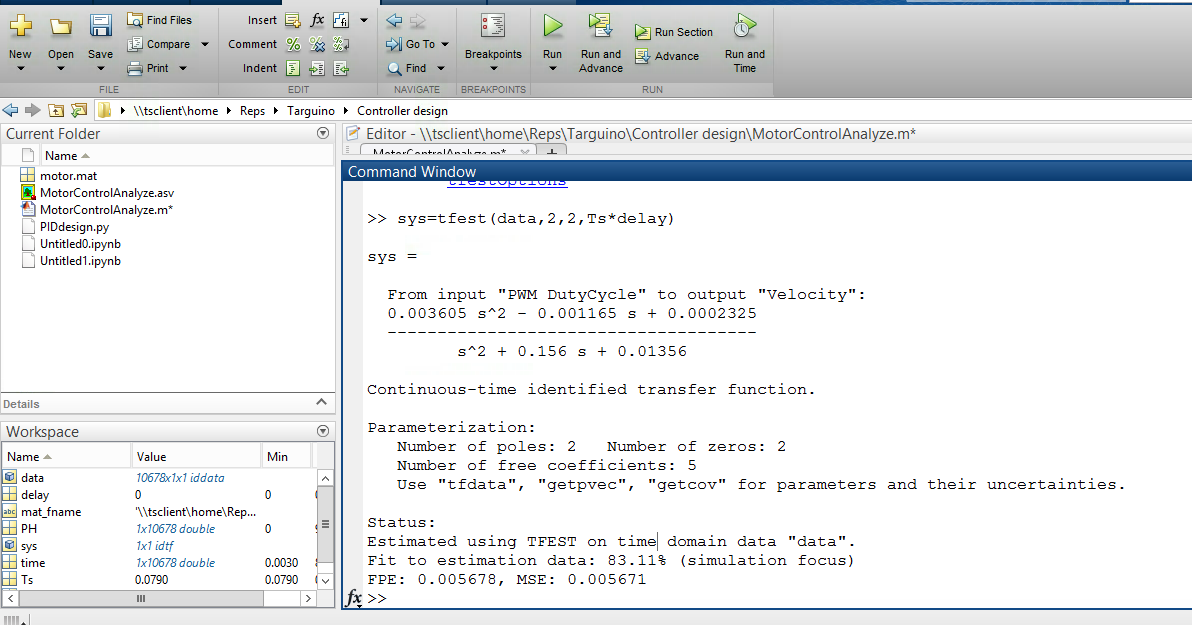 Find Files
Insert fx
New
Open
Save
Compare
Comment
Go To
Breakpoints
Run
Run and
Advance
Run Section
Advance
Run and
Time
Print
Indent
Find
FILE
EDIT
NAVIGATE
BREAKPOINTS
RUN
\\tsclient\home Reps Targuino Controller design
Current Folder
Name
motor.mat
MotorControlAnalyze.asv
MotorControlAnalyze.m*
PIDdesign.py
Untitled0.ipynb
Untitled1.ipynb
Details
Workspace
Name Value Min
data 10678x1x1 iddata
delay 0 0
abc mat_fname '\\tsclient\home\Rep...
PH 1x10678 double 0
sys 1x1 idtf
time 1x10678 double 0.0030
Ts 0.0790 0.0790
Editor - \\tsclient\home\Reps\Targuino\Controller design\MotorControlAnalyze.m*
MotorControlAnalyze.m*
Command Window
tfestOptions
>> sys=tfest(data,2,2,Ts*delay)
sys =
From input "PWM DutyCycle" to output "Velocity":
0.003605 s^2 - 0.001165 s + 0.0002325
-------------------------------------
s^2 + 0.156 s + 0.01356
Continuous-time identified transfer function.
Parameterization:
Number of poles: 2 Number of zeros: 2
Number of free coefficients: 5
Use "tfdata", "getpvec", "getcov" for parameters and their uncertainties.
Status:
Estimated using TFEST on time domain data "data".
Fit to estimation data: 83.11% (simulation focus)
FPE: 0.005678, MSE: 0.005671
fx >>